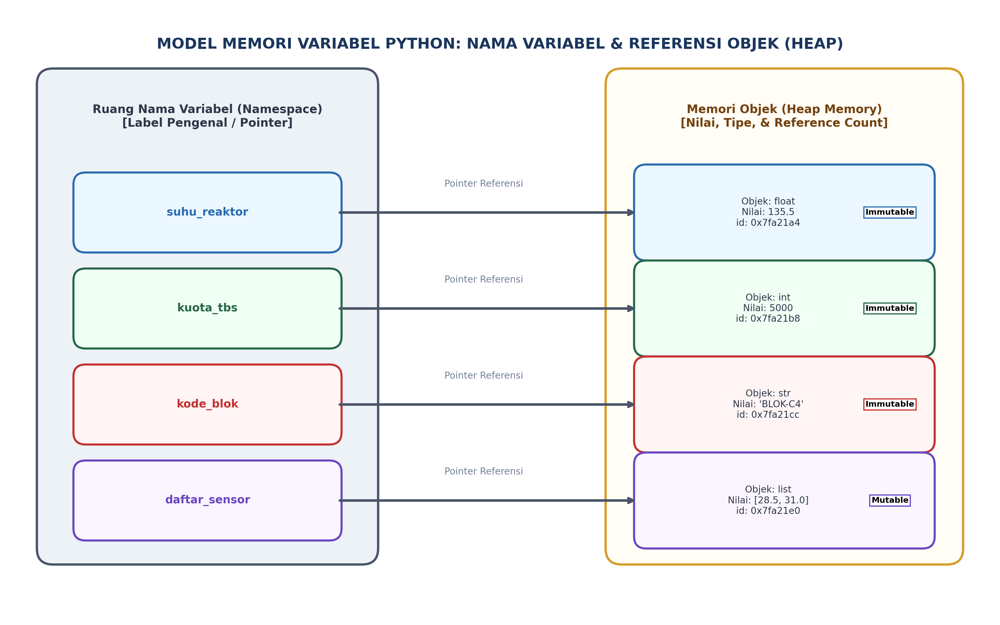 MODEL MEMORI VARIABEL PYTHON: NAMA VARIABEL & REFERENSI OBJEK (HEAP)
Ruang Nama Variabel (Namespace)
[Label Pengenal / Pointer]
Memori Objek (Heap Memory)
[Nilai, Tipe, & Reference Count]
suhu_reaktor
Pointer Referensi
Objek: float
Nilai: 135.5
id: 0x7fa21a4
Immutable
kuota_tbs
Pointer Referensi
Objek: int
Nilai: 5000
id: 0x7fa21b8
Immutable
kode_blok
Pointer Referensi
Objek: str
Nilai: 'BLOK-C4'
id: 0x7fa21cc
Immutable
daftar_sensor
Pointer Referensi
Objek: list
Nilai: [28.5, 31.0]
id: 0x7fa21e0
Mutable